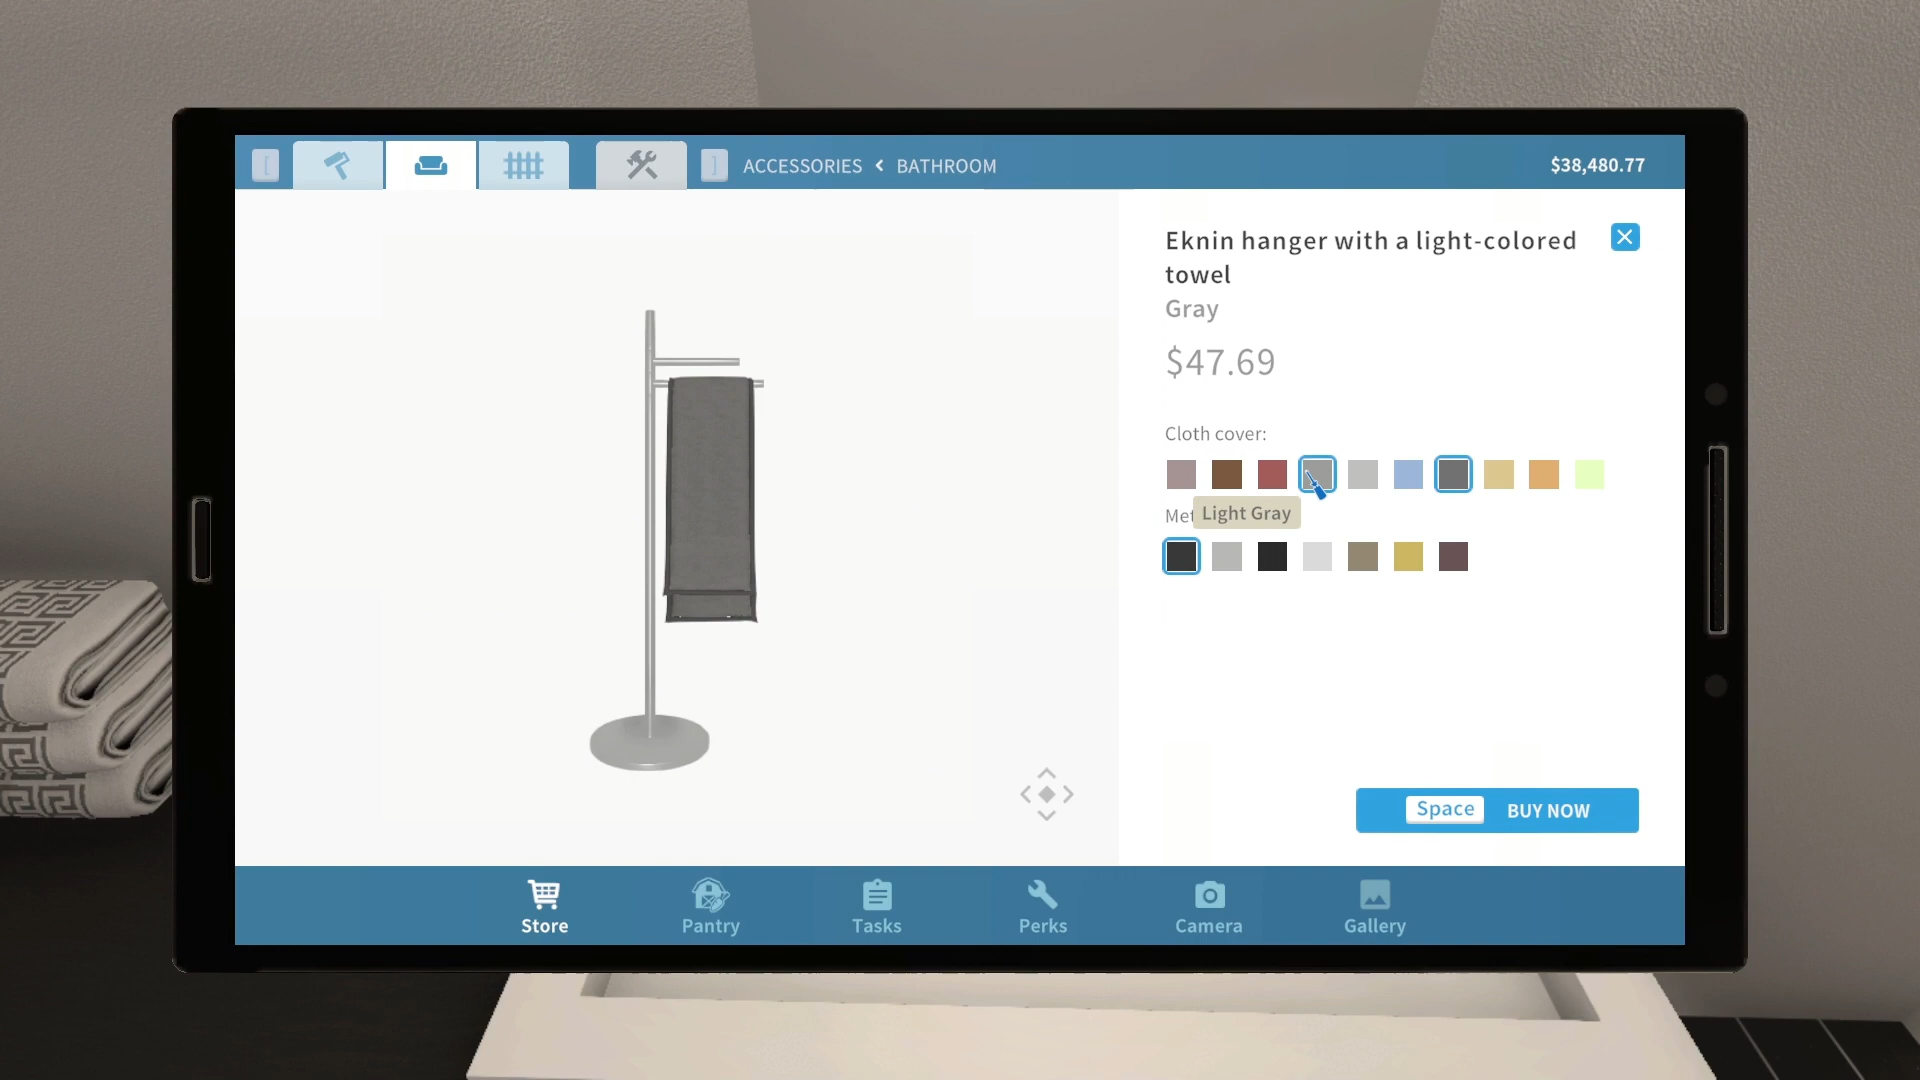 [
]
ACCESSORIES < BATHROOM
$38,480.77
Eknin hanger with a light-colored
towel
Gray
$47.69
Cloth cover:
Light Gray
Space BUY NOW
Store
Pantry
Tasks
Perks
Camera
Gallery